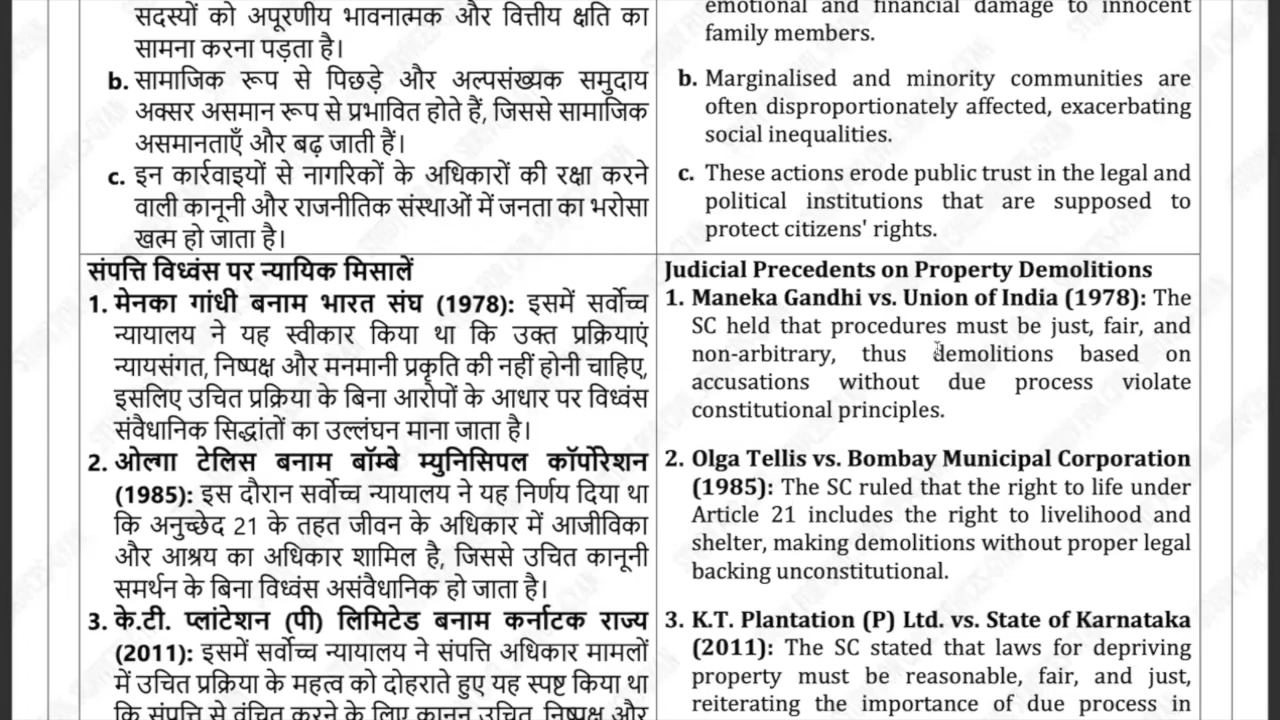 सदस्यों को अपूरणीय भावनात्मक और वित्तीय क्षति का
सामना करना पड़ता है।
b. सामाजिक रूप से पिछड़े और अल्पसंख्यक समुदाय
अक्सर असमान रूप से प्रभावित होते हैं, जिससे सामाजिक
असमानताएँ और बढ़ जाती हैं।
c. इन कार्रवाइयों से नागरिकों के अधिकारों की रक्षा करने
वाली कानूनी और राजनीतिक संस्थाओं में जनता का भरोसा
खत्म हो जाता है।
संपत्ति विध्वंस पर न्यायिक मिसालें
1. मेनका गांधी बनाम भारत संघ (1978): इसमें सर्वोच्च
न्यायालय ने यह स्वीकार किया था कि उक्त प्रक्रियाएं
न्यायसंगत, निष्पक्ष और मनमानी प्रकृति की नहीं होनी चाहिए,
इसलिए उचित प्रक्रिया के बिना आरोपों के आधार पर विध्वंस
संवैधानिक सिद्धांतों का उल्लंघन माना जाता है।
2. ओल्गा टेलिस बनाम बॉम्बे म्युनिसिपल कॉर्पोरेशन
(1985): इस दौरान सर्वोच्च न्यायालय ने यह निर्णय दिया था
कि अनुच्छेद 21 के तहत जीवन के अधिकार में आजीविका
और आश्रय का अधिकार शामिल है, जिससे उचित कानूनी
समर्थन के बिना विध्वंस असंवैधानिक हो जाता है।
3. के.टी. प्लांटेशन (पी) लिमिटेड बनाम कर्नाटक राज्य
(2011): इसमें सर्वोच्च न्यायालय ने संपत्ति अधिकार मामलों
में उचित प्रक्रिया के महत्व को दोहराते हुए यह स्पष्ट किया था
कि संपत्ति से वंचित करने के लिए कानून उचित, निष्पक्ष और
emotional and financial damage to innocent
family members.
b. Marginalised and minority communities are
often disproportionately affected, exacerbating
social inequalities.
c. These actions erode public trust in the legal and
political institutions that are supposed to
protect citizens' rights.
Judicial Precedents on Property Demolitions
1. Maneka Gandhi vs. Union of India (1978): The
SC held that procedures must be just, fair, and
non-arbitrary, thus demolitions based on
accusations without due process violate
constitutional principles.
2. Olga Tellis vs. Bombay Municipal Corporation
(1985): The SC ruled that the right to life under
Article 21 includes the right to livelihood and
shelter, making demolitions without proper legal
backing unconstitutional.
3. K.T. Plantation (P) Ltd. vs. State of Karnataka
(2011): The SC stated that laws for depriving
property must be reasonable, fair, and just,
reiterating the importance of due process in